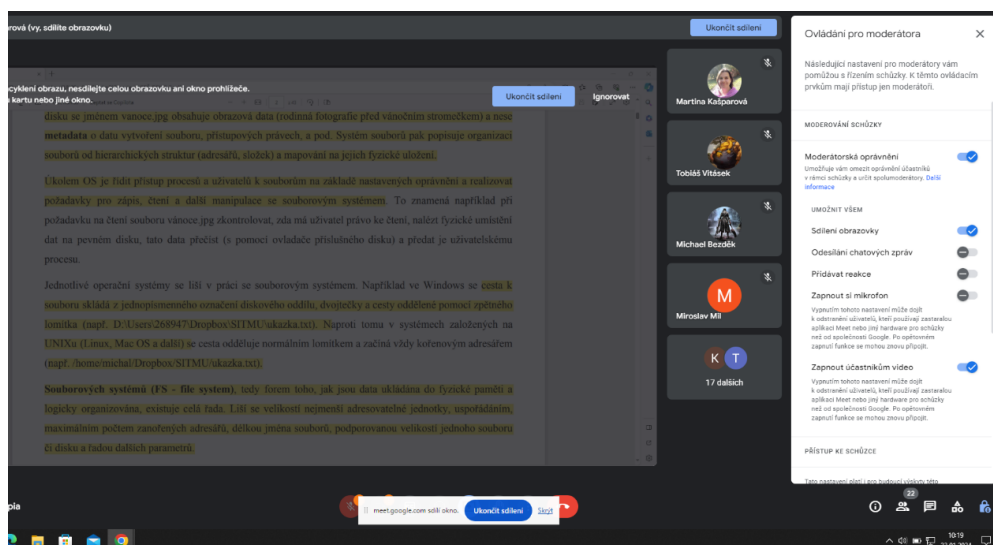 rová (vy, sdílíte obrazovku)
Ukončit sdílení
cyklení obrazu, nesdílejte celou obrazovku ani okno prohlížeče.
kartu nebo jiné okno.
Ukončit sdílení
Ignorovat
disku se jménem vanoce.jpg obsahuje obrazová data (rodinná fotografie před vánočním stromečkem) a nese
metadata o datu vytvoření souboru, přístupových právech, a pod. Systém souborů pak popisuje organizaci
souborů od hierarchických struktur (adresářů, složek) a mapování na jejich fyzické uložení.
Úkolem OS je řídit přístup procesů a uživatelů k souborům na základě nastavených oprávnění a realizovat
požadavky pro zápis, čtení a další manipulace se souborovým systémem. To znamená například při
požadavku na čtení souboru vánoce.jpg zkontrolovat, zda má uživatel právo ke čtení, nalézt fyzické umístění
dat na pevném disku, tato data přečíst (s pomocí ovladače příslušného disku) a předat je uživatelskému
procesu.
Jednotlivé operační systémy se liší v práci se souborovým systémem. Například ve Windows se cesta k
souboru skládá z jednopísmenného označení diskového oddílu, dvojtečky a cesty oddělené pomocí zpětného
lomítka (např. D:\Users\268947\Dropbox\SITMU\ukazka.txt). Naproti tomu v systémech založených na
UNIXu (Linux, Mac OS a další) se cesta odděluje normálním lomítkem a začíná vždy kořenovým adresářem
(např. /home/michal/Dropbox/SITMU/ukazka.txt).
Souborových systémů (FS - file system), tedy forem toho, jak jsou data ukládána do fyzické paměti a
logicky organizována, existuje celá řada. Liší se velikostí nejmenší adresovatelné jednotky, uspořádáním,
maximálním počtem zanořených adresářů, délkou jména souborů, podporovanou velikostí jednoho souboru
či disku a řadou dalších parametrů.
Martina Kašparová
Tobiáš Vitásek
Michael Bezděk
M
Miroslav Mil
K T
17 dalších
Ovládání pro moderátora
Následující nastavení pro moderátory vám
pomůžou s řízením schůzky. K těmto ovládacím
prvkům mají přístup jen moderátoři.
MODEROVÁNÍ SCHŮZKY
Moderátorská oprávnění
Umožňuje vám omezit oprávnění účastníků
v rámci schůzky a určit spolumoderátory. Další
informace
UMOŽNIT VŠEM
Sdílení obrazovky
Odesílání chatových zpráv
Přidávat reakce
Zapnout si mikrofon
Vypnutím tohoto nastavení může dojít
k odstranění uživatelů, kteří používají zastaralou
aplikaci Meet nebo jiný hardware pro schůzky
než od společnosti Google. Po opětovném
zapnutí funkce se mohou znovu připojit.
Zapnout účastníkům video
Vypnutím tohoto nastavení může dojít
k odstranění uživatelů, kteří používají zastaralou
aplikaci Meet nebo jiný hardware pro schůzky
než od společnosti Google. Po opětovném
zapnutí funkce se mohou znovu připojit.
PŘÍSTUP KE SCHŮZCE
Toto nastavení platí i pro budoucí výskyty této
pia
meet.google.com sdílí okno.
Ukončit sdílení
Skrýt
22
10:19
22.01.2024